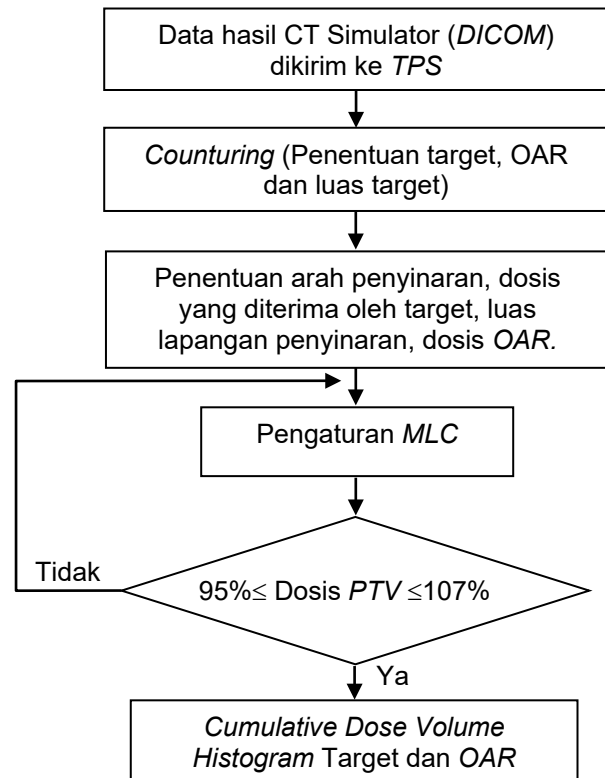 Data hasil CT Simulator (DICOM)
dikirim ke TPS
Counturing (Penentuan target, OAR
dan luas target)
Penentuan arah penyinaran, dosis
yang diterima oleh target, luas
lapangan penyinaran, dosis OAR.
Pengaturan MLC
Tidak
95%≤ Dosis PTV ≤107%
Ya
Cumulative Dose Volume
Histogram Target dan OAR